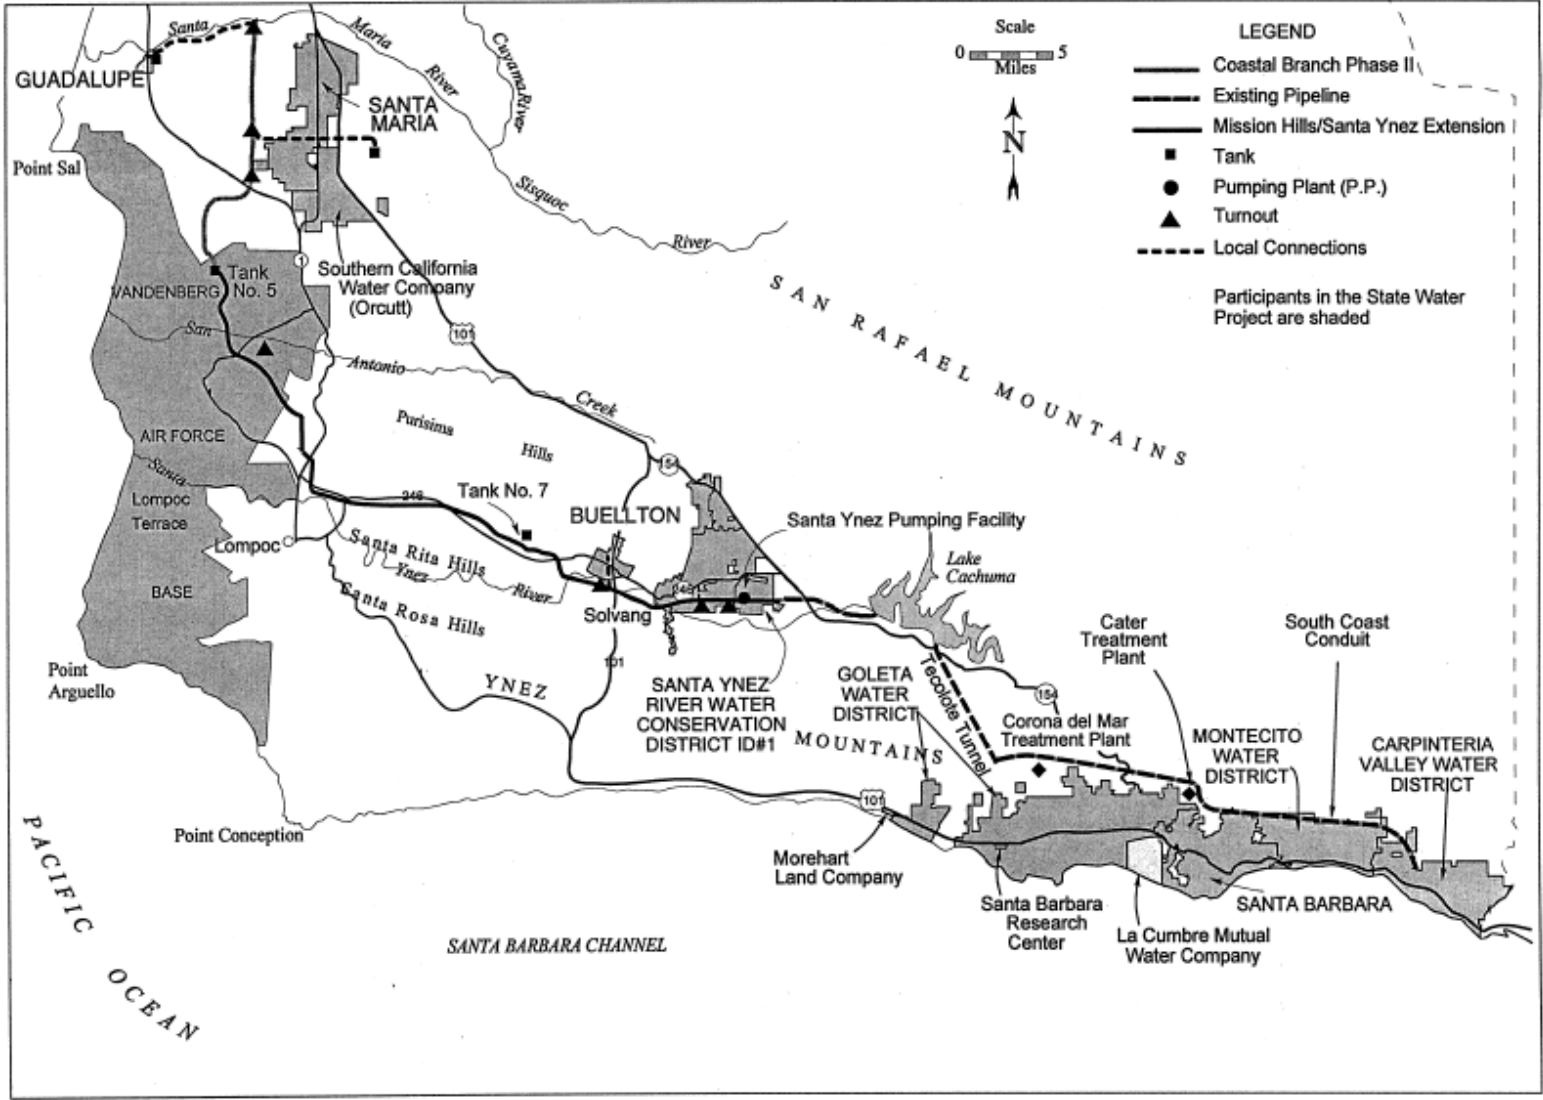 Santa
Maria
River
Cuyama River
GUADALUPE
SANTA
MARIA
Point Sal
Sisquoc
River
Scale
0 5
Miles
N
LEGEND
Coastal Branch Phase II
Existing Pipeline
Mission Hills/Santa Ynez Extension
Tank
Pumping Plant (P.P.)
Turnout
Local Connections
Participants in the State Water
Project are shaded
1
Tank
No. 5
VANDENBERG
Southern California
Water Company
(Orcutt)
101
San
Antonio
Creek
SAN RAFAEL MOUNTAINS
Purisima
Hills
AIR FORCE
Santa
Lompoc
Terrace
BASE
Lompoc
246
Tank No. 7
154
BUELLTON
Santa Ynez Pumping Facility
Lake
Cachuma
Santa Rita Hills
Ynez
River
Santa Rosa Hills
Solvang
246
101
Point
Arguello
YNEZ
MOUNTAINS
SANTA YNEZ
RIVER WATER
CONSERVATION
DISTRICT ID#1
GOLETA
WATER
DISTRICT
Tecolote Tunnel
154
Corona del Mar
Treatment Plant
Cater
Treatment
Plant
South Coast
Conduit
MONTECITO
WATER
DISTRICT
CARPINTERIA
VALLEY WATER
DISTRICT
101
Point Conception
Morehart
Land Company
Santa Barbara
Research
Center
La Cumbre Mutual
Water Company
SANTA BARBARA
SANTA BARBARA CHANNEL
PACIFIC
OCEAN